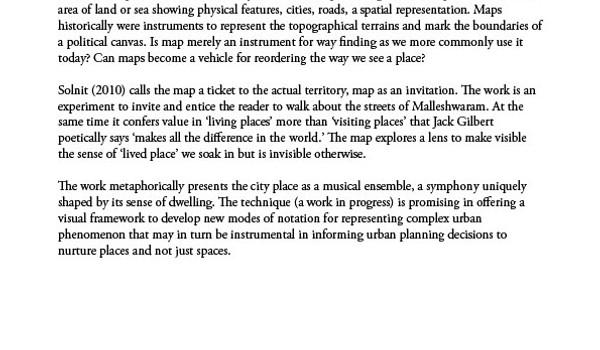 area of land or sea showing physical features, cities, roads, a spatial representation. Maps
historically were instruments to represent the topographical terrains and mark the boundaries of
a political canvas. Is map merely an instrument for way finding as we more commonly use it
today? Can maps become a vehicle for reordering the way we see a place?
Solnit (2010) calls the map a ticket to the actual territory, map as an invitation. The work is an
experiment to invite and entice the reader to walk about the streets of Malleshwaram. At the
same time it confers value in ‘living places’ more than ‘visiting places’ that Jack Gilbert
poetically says ‘makes all the difference in the world.’ The map explores a lens to make visible
the sense of ‘lived place’ we soak in but is invisible otherwise.
The work metaphorically presents the city place as a musical ensemble, a symphony uniquely
shaped by its sense of dwelling. The technique (a work in progress) is promising in offering a
visual framework to develop new modes of notation for representing complex urban
phenomenon that may in turn be instrumental in informing urban planning decisions to
nurture places and not just spaces.